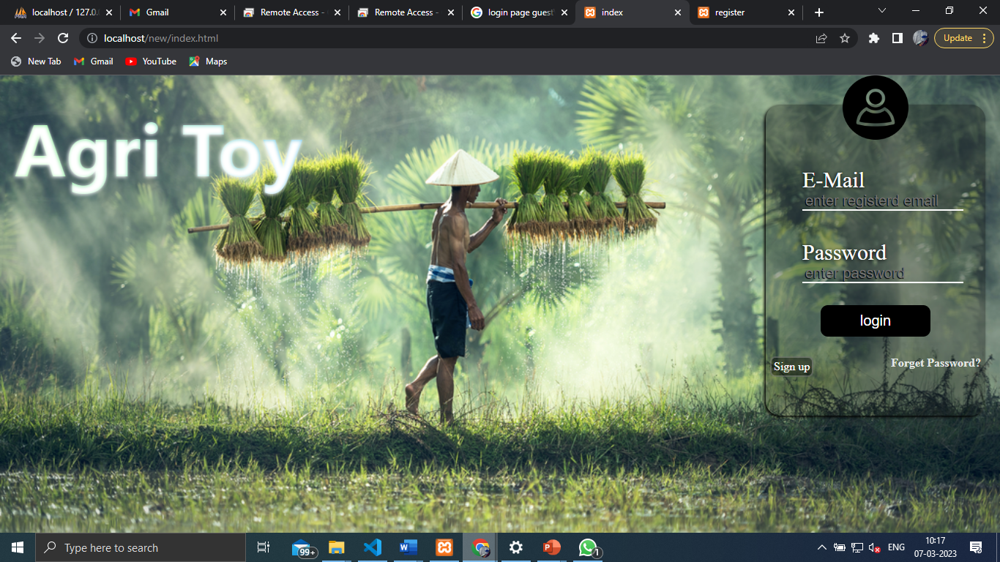 localhost / 127.0.
Gmail
Remote Access -
Remote Access -
login page guest
index
register
localhost/new/index.html
Update
New Tab
Gmail
YouTube
Maps
Agri Toy
E-Mail
enter registerd email
Password
enter password
login
Sign up
Forget Password?
Type here to search
99+
1
ENG
10:17
07-03-2023